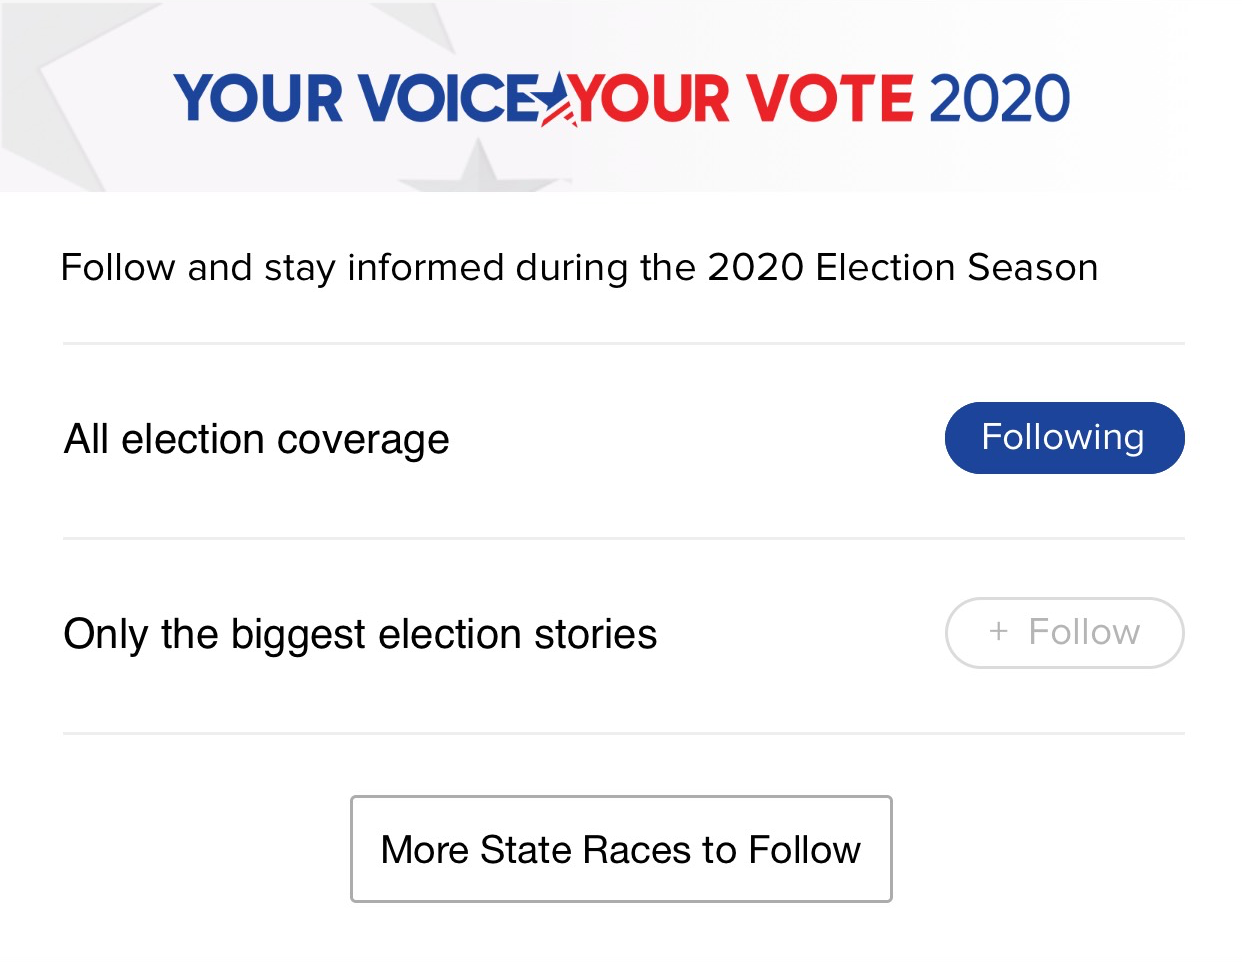 YOUR VOICE YOUR VOTE 2020
Follow and stay informed during the 2020 Election Season
All election coverage
Following
Only the biggest election stories
+ Follow
More State Races to Follow